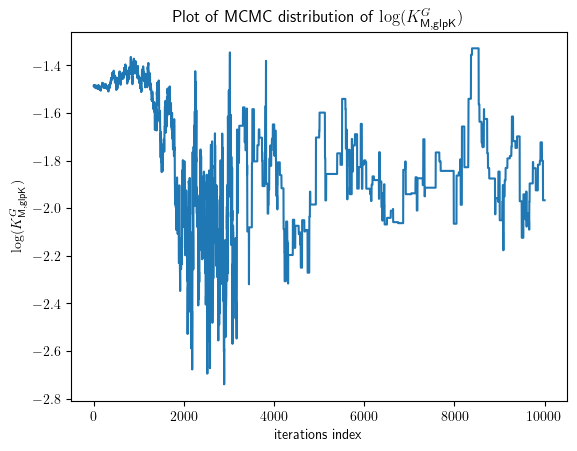 Plot of MCMC distribution of log(K^G_M,glpK)
log(K^G_M,glpK)
−1.4
−1.6
−1.8
−2.0
−2.2
−2.4
−2.6
−2.8
0 2000 4000 6000 8000 10000
iterations index